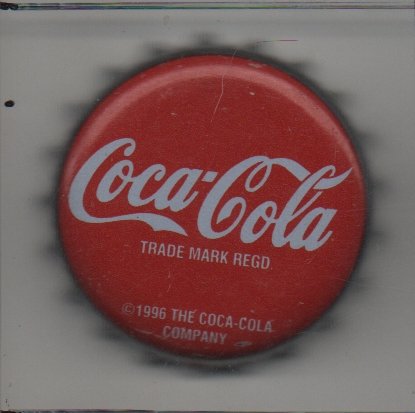 Coca-Cola
TRADE MARK REGD
©1996 THE COCA-COLA
COMPANY